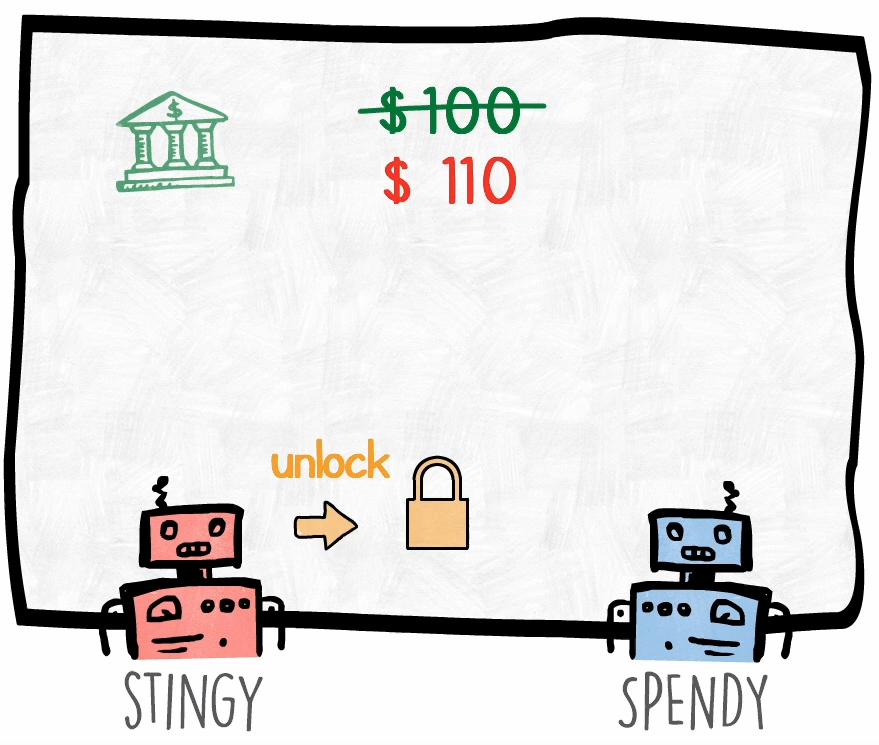 $
$100
$ 110
unlock
STINGY
SPENDY